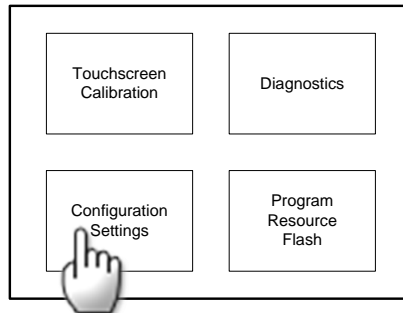 Touchscreen
Calibration
Diagnostics
Configuration
Settings
Program
Resource
Flash